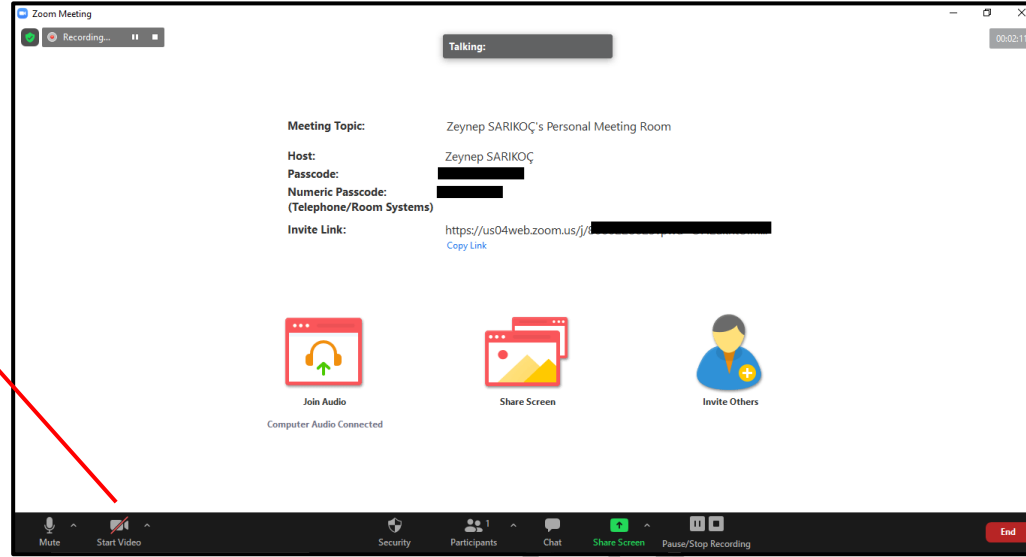 Zoom Meeting
Recording...
Talking:
00:02:11
Meeting Topic: Zeynep SARIKOÇ's Personal Meeting Room
Host: Zeynep SARIKOÇ
Passcode:
Numeric Passcode:
(Telephone/Room Systems)
Invite Link: https://us04web.zoom.us/j/
Copy Link
Join Audio Share Screen Invite Others
Computer Audio Connected
Mute Start Video Security Participants 1 Chat Share Screen Pause/Stop Recording End